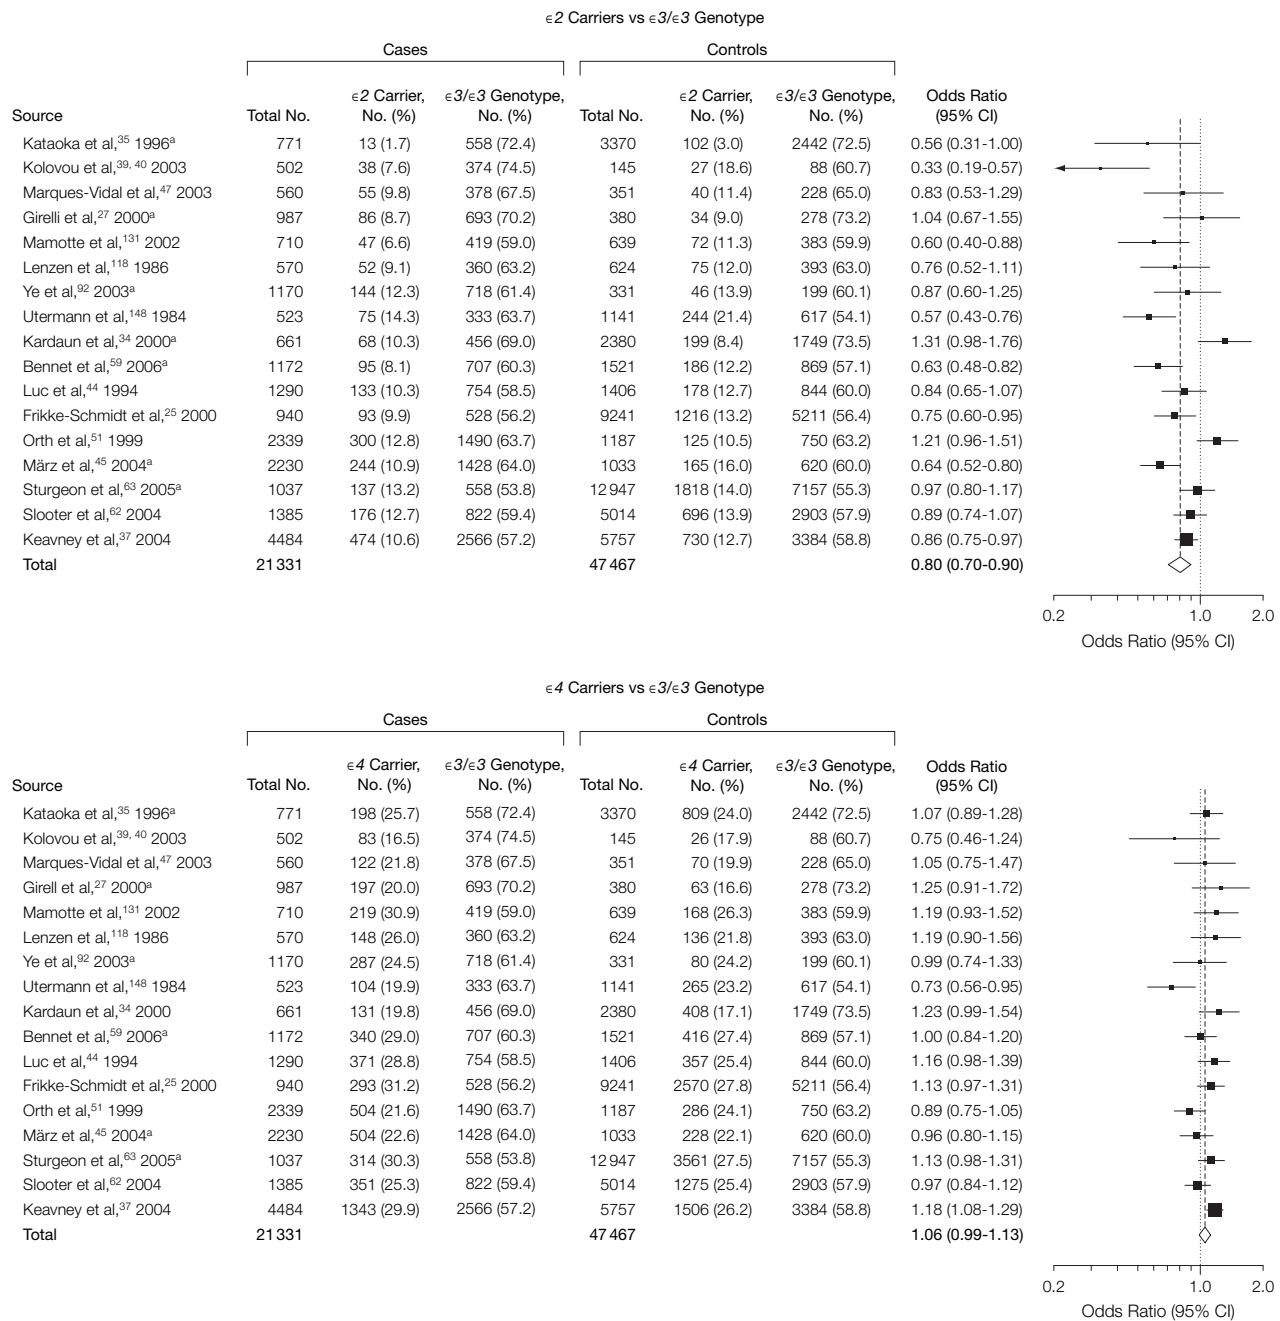 ϵ2 Carriers vs ϵ3/ϵ3 Genotype
Cases Controls
ϵ2 Carrier, ϵ3/ϵ3 Genotype, ϵ2 Carrier, ϵ3/ϵ3 Genotype, Odds Ratio
Source Total No. No. (%) No. (%) Total No. No. (%) No. (%) (95% CI)
Kataoka et al,35 1996a 771 13 (1.7) 558 (72.4) 3370 102 (3.0) 2442 (72.5) 0.56 (0.31-1.00)
Kolovou et al,39, 40 2003 502 38 (7.6) 374 (74.5) 145 27 (18.6) 88 (60.7) 0.33 (0.19-0.57)
Marques-Vidal et al,47 2003 560 55 (9.8) 378 (67.5) 351 40 (11.4) 228 (65.0) 0.83 (0.53-1.29)
Girelli et al,27 2000a 987 86 (8.7) 693 (70.2) 380 34 (9.0) 278 (73.2) 1.04 (0.67-1.55)
Mamotte et al,131 2002 710 47 (6.6) 419 (59.0) 639 72 (11.3) 383 (59.9) 0.60 (0.40-0.88)
Lenzen et al,118 1986 570 52 (9.1) 360 (63.2) 624 75 (12.0) 393 (63.0) 0.76 (0.52-1.11)
Ye et al,92 2003a 1170 144 (12.3) 718 (61.4) 331 46 (13.9) 199 (60.1) 0.87 (0.60-1.25)
Utermann et al,148 1984 523 75 (14.3) 333 (63.7) 1141 244 (21.4) 617 (54.1) 0.57 (0.43-0.76)
Kardaun et al,34 2000a 661 68 (10.3) 456 (69.0) 2380 199 (8.4) 1749 (73.5) 1.31 (0.98-1.76)
Bennet et al,59 2006a 1172 95 (8.1) 707 (60.3) 1521 186 (12.2) 869 (57.1) 0.63 (0.48-0.82)
Luc et al,44 1994 1290 133 (10.3) 754 (58.5) 1406 178 (12.7) 844 (60.0) 0.84 (0.65-1.07)
Frikke-Schmidt et al,25 2000 940 93 (9.9) 528 (56.2) 9241 1216 (13.2) 5211 (56.4) 0.75 (0.60-0.95)
Orth et al,51 1999 2339 300 (12.8) 1490 (63.7) 1187 125 (10.5) 750 (63.2) 1.21 (0.96-1.51)
März et al,45 2004a 2230 244 (10.9) 1428 (64.0) 1033 165 (16.0) 620 (60.0) 0.64 (0.52-0.80)
Sturgeon et al,63 2005a 1037 137 (13.2) 558 (53.8) 12 947 1818 (14.0) 7157 (55.3) 0.97 (0.80-1.17)
Slooter et al,62 2004 1385 176 (12.7) 822 (59.4) 5014 696 (13.9) 2903 (57.9) 0.89 (0.74-1.07)
Keavney et al,37 2004 4484 474 (10.6) 2566 (57.2) 5757 730 (12.7) 3384 (58.8) 0.86 (0.75-0.97)
Total 21 331 47 467 0.80 (0.70-0.90)
0.2 1.0 2.0
Odds Ratio (95% CI)
ϵ4 Carriers vs ϵ3/ϵ3 Genotype
Cases Controls
ϵ4 Carrier, ϵ3/ϵ3 Genotype, ϵ4 Carrier, ϵ3/ϵ3 Genotype, Odds Ratio
Source Total No. No. (%) No. (%) Total No. No. (%) No. (%) (95% CI)
Kataoka et al,35 1996a 771 198 (25.7) 558 (72.4) 3370 809 (24.0) 2442 (72.5) 1.07 (0.89-1.28)
Kolovou et al,39, 40 2003 502 83 (16.5) 374 (74.5) 145 26 (17.9) 88 (60.7) 0.75 (0.46-1.24)
Marques-Vidal et al,47 2003 560 122 (21.8) 378 (67.5) 351 70 (19.9) 228 (65.0) 1.05 (0.75-1.47)
Girell et al,27 2000a 987 197 (20.0) 693 (70.2) 380 63 (16.6) 278 (73.2) 1.25 (0.91-1.72)
Mamotte et al,131 2002 710 219 (30.9) 419 (59.0) 639 168 (26.3) 383 (59.9) 1.19 (0.93-1.52)
Lenzen et al,118 1986 570 148 (26.0) 360 (63.2) 624 136 (21.8) 393 (63.0) 1.19 (0.90-1.56)
Ye et al,92 2003a 1170 287 (24.5) 718 (61.4) 331 80 (24.2) 199 (60.1) 0.99 (0.74-1.33)
Utermann et al,148 1984 523 104 (19.9) 333 (63.7) 1141 265 (23.2) 617 (54.1) 0.73 (0.56-0.95)
Kardaun et al,34 2000 661 131 (19.8) 456 (69.0) 2380 408 (17.1) 1749 (73.5) 1.23 (0.99-1.54)
Bennet et al,59 2006a 1172 340 (29.0) 707 (60.3) 1521 416 (27.4) 869 (57.1) 1.00 (0.84-1.20)
Luc et al,44 1994 1290 371 (28.8) 754 (58.5) 1406 357 (25.4) 844 (60.0) 1.16 (0.98-1.39)
Frikke-Schmidt et al,25 2000 940 293 (31.2) 528 (56.2) 9241 2570 (27.8) 5211 (56.4) 1.13 (0.97-1.31)
Orth et al,51 1999 2339 504 (21.6) 1490 (63.7) 1187 286 (24.1) 750 (63.2) 0.89 (0.75-1.05)
März et al,45 2004a 2230 504 (22.6) 1428 (64.0) 1033 228 (22.1) 620 (60.0) 0.96 (0.80-1.15)
Sturgeon et al,63 2005a 1037 314 (30.3) 558 (53.8) 12 947 3561 (27.5) 7157 (55.3) 1.13 (0.98-1.31)
Slooter et al,62 2004 1385 351 (25.3) 822 (59.4) 5014 1275 (25.4) 2903 (57.9) 0.97 (0.84-1.12)
Keavney et al,37 2004 4484 1343 (29.9) 2566 (57.2) 5757 1506 (26.2) 3384 (58.8) 1.18 (1.08-1.29)
Total 21 331 47 467 1.06 (0.99-1.13)
0.2 1.0 2.0
Odds Ratio (95% CI)